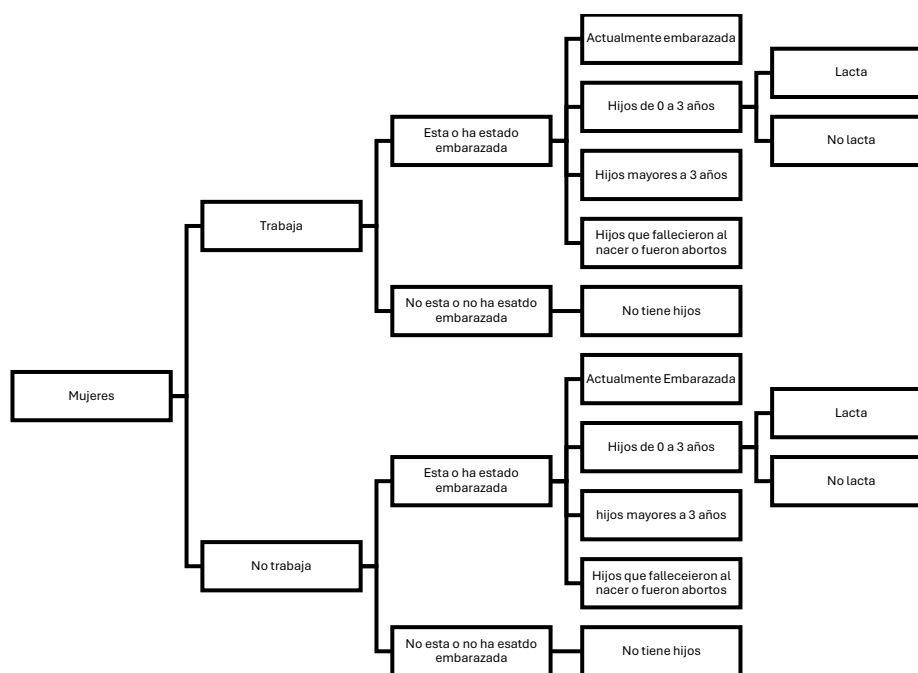 Mujeres
Trabaja
Esta o ha estado
embarazada
Actualmente embarazada
Hijos de 0 a 3 años
Lacta
No lacta
Hijos mayores a 3 años
Hijos que fallecieron al
nacer o fueron abortos
No esta o no ha esatdo
embarazada
No tiene hijos
No trabaja
Esta o ha estado
embarazada
Actualmente Embarazada
Hijos de 0 a 3 años
Lacta
No lacta
hijos mayores a 3 años
Hijos que falleceieron al
nacer o fueron abortos
No esta o no ha esatdo
embarazada
No tiene hijos